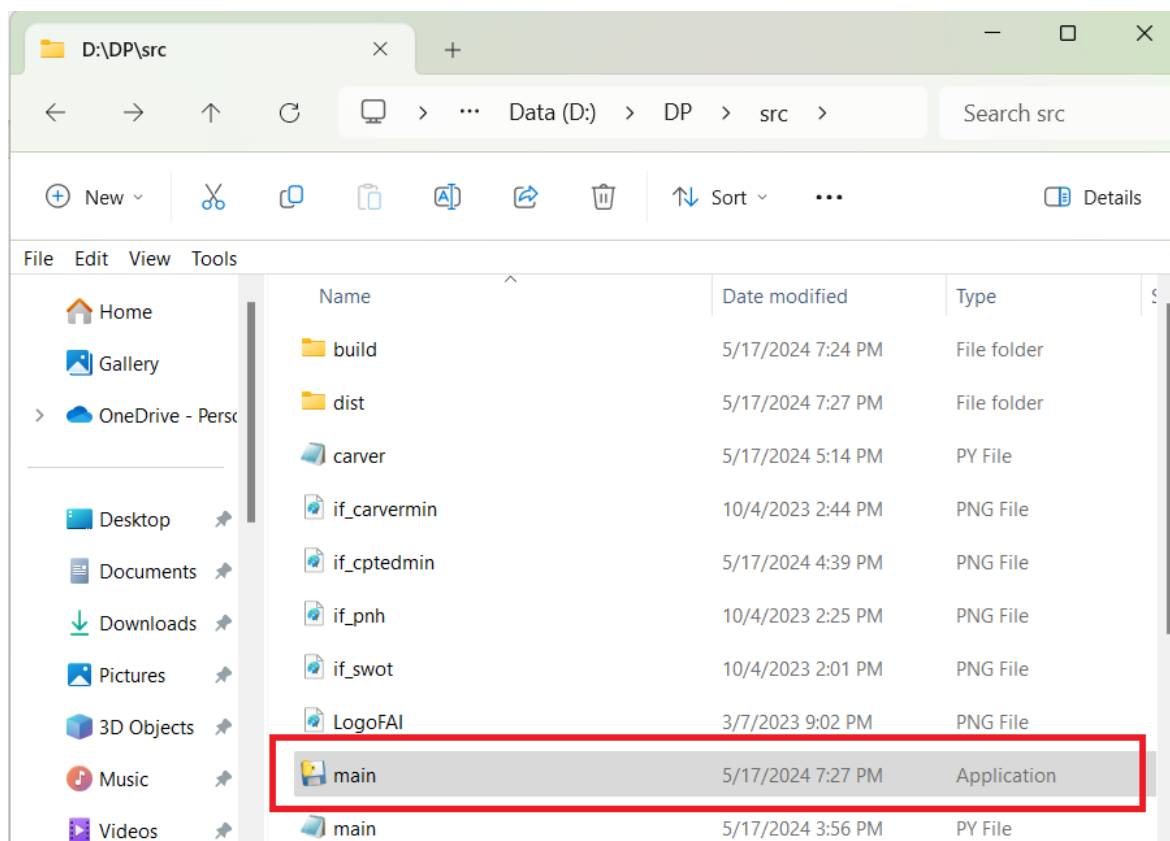 D:\DP\src
Data (D:) DP src Search src
New Sort Details
File Edit View Tools
Name Date modified Type
Home
Gallery
OneDrive - Perso
Desktop
Documents
Downloads
Pictures
3D Objects
Music
Videos
build 5/17/2024 7:24 PM File folder
dist 5/17/2024 7:27 PM File folder
carver 5/17/2024 5:14 PM PY File
if_carvermin 10/4/2023 2:44 PM PNG File
if_cptedmin 5/17/2024 4:39 PM PNG File
if_pnh 10/4/2023 2:25 PM PNG File
if_swot 10/4/2023 2:01 PM PNG File
LogoFAI 3/7/2023 9:02 PM PNG File
main 5/17/2024 7:27 PM Application
main 5/17/2024 3:56 PM PY File